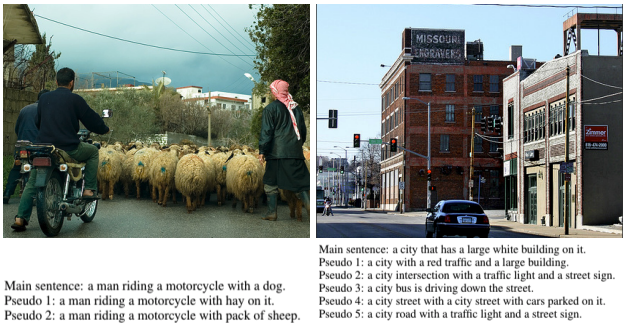 MISSOURI
ENGRAVERS
Zimmer
816-474-2000
Main sentence: a man riding a motorcycle with a dog.
Pseudo 1: a man riding a motorcycle with hay on it.
Pseudo 2: a man riding a motorcycle with pack of sheep.
Main sentence: a city that has a large white building on it.
Pseudo 1: a city with a red traffic and a large building.
Pseudo 2: a city intersection with a traffic light and a street sign.
Pseudo 3: a city bus is driving down the street.
Pseudo 4: a city street with a city street with cars parked on it.
Pseudo 5: a city road with a traffic light and a street sign.